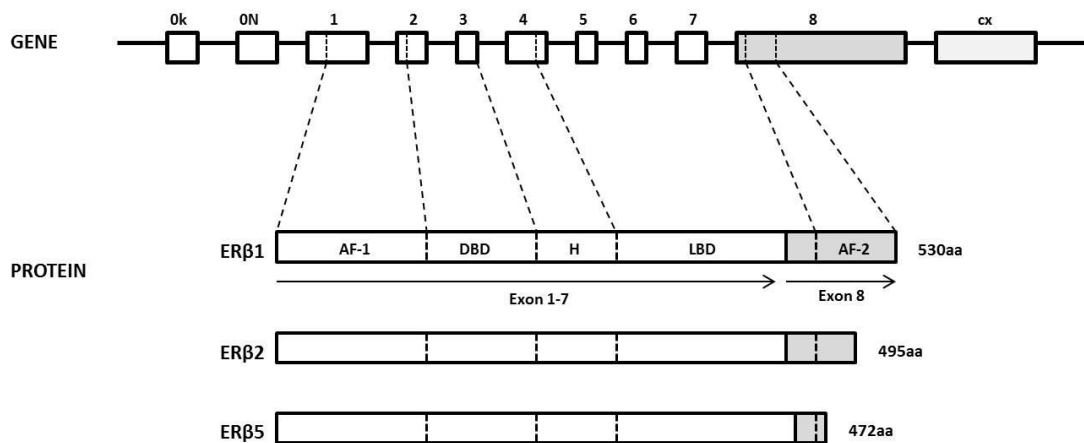 0k 0N 1 2 3 4 5 6 7 8 cx
GENE
ERβ1 AF-1 DBD H LBD AF-2 530aa
PROTEIN
Exon 1-7 Exon 8
ERβ2 495aa
ERβ5 472aa